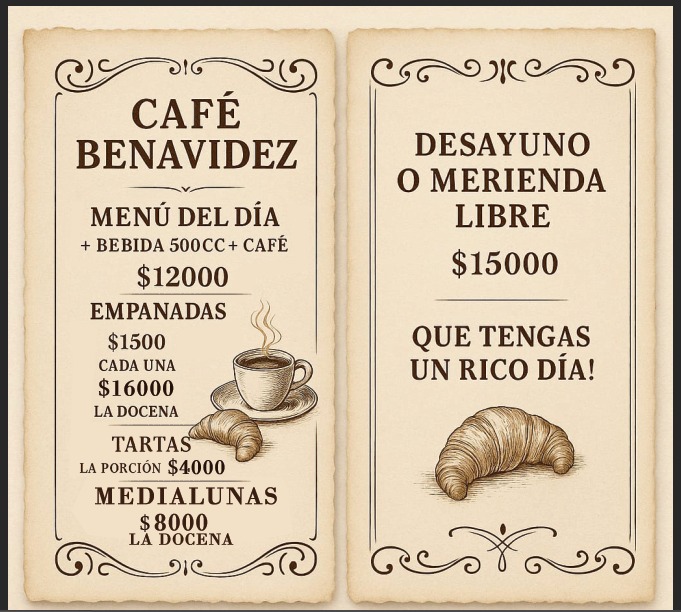 CAFÉ
BENAVIDEZ
MENÚ DEL DÍA
+ BEBIDA 500CC + CAFÉ
$12000
EMPANADAS
$1500
CADA UNA
$16000
LA DOCENA
TARTAS
LA PORCIÓN $4000
MEDIALUNAS
$8000
LA DOCENA
DESAYUNO
O MERIENDA
LIBRE
$15000
QUE TENGAS
UN RICO DÍA!